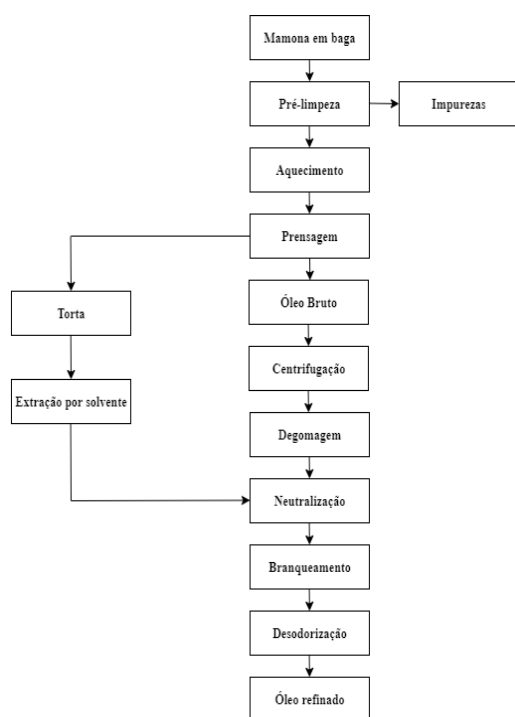 Mamona em baga
Pré-limpeza
Impurezas
Aquecimento
Prensagem
Torta
Óleo Bruto
Centrifugação
Extração por solvente
Degomagem
Neutralização
Branqueamento
Desodorização
Óleo refinado